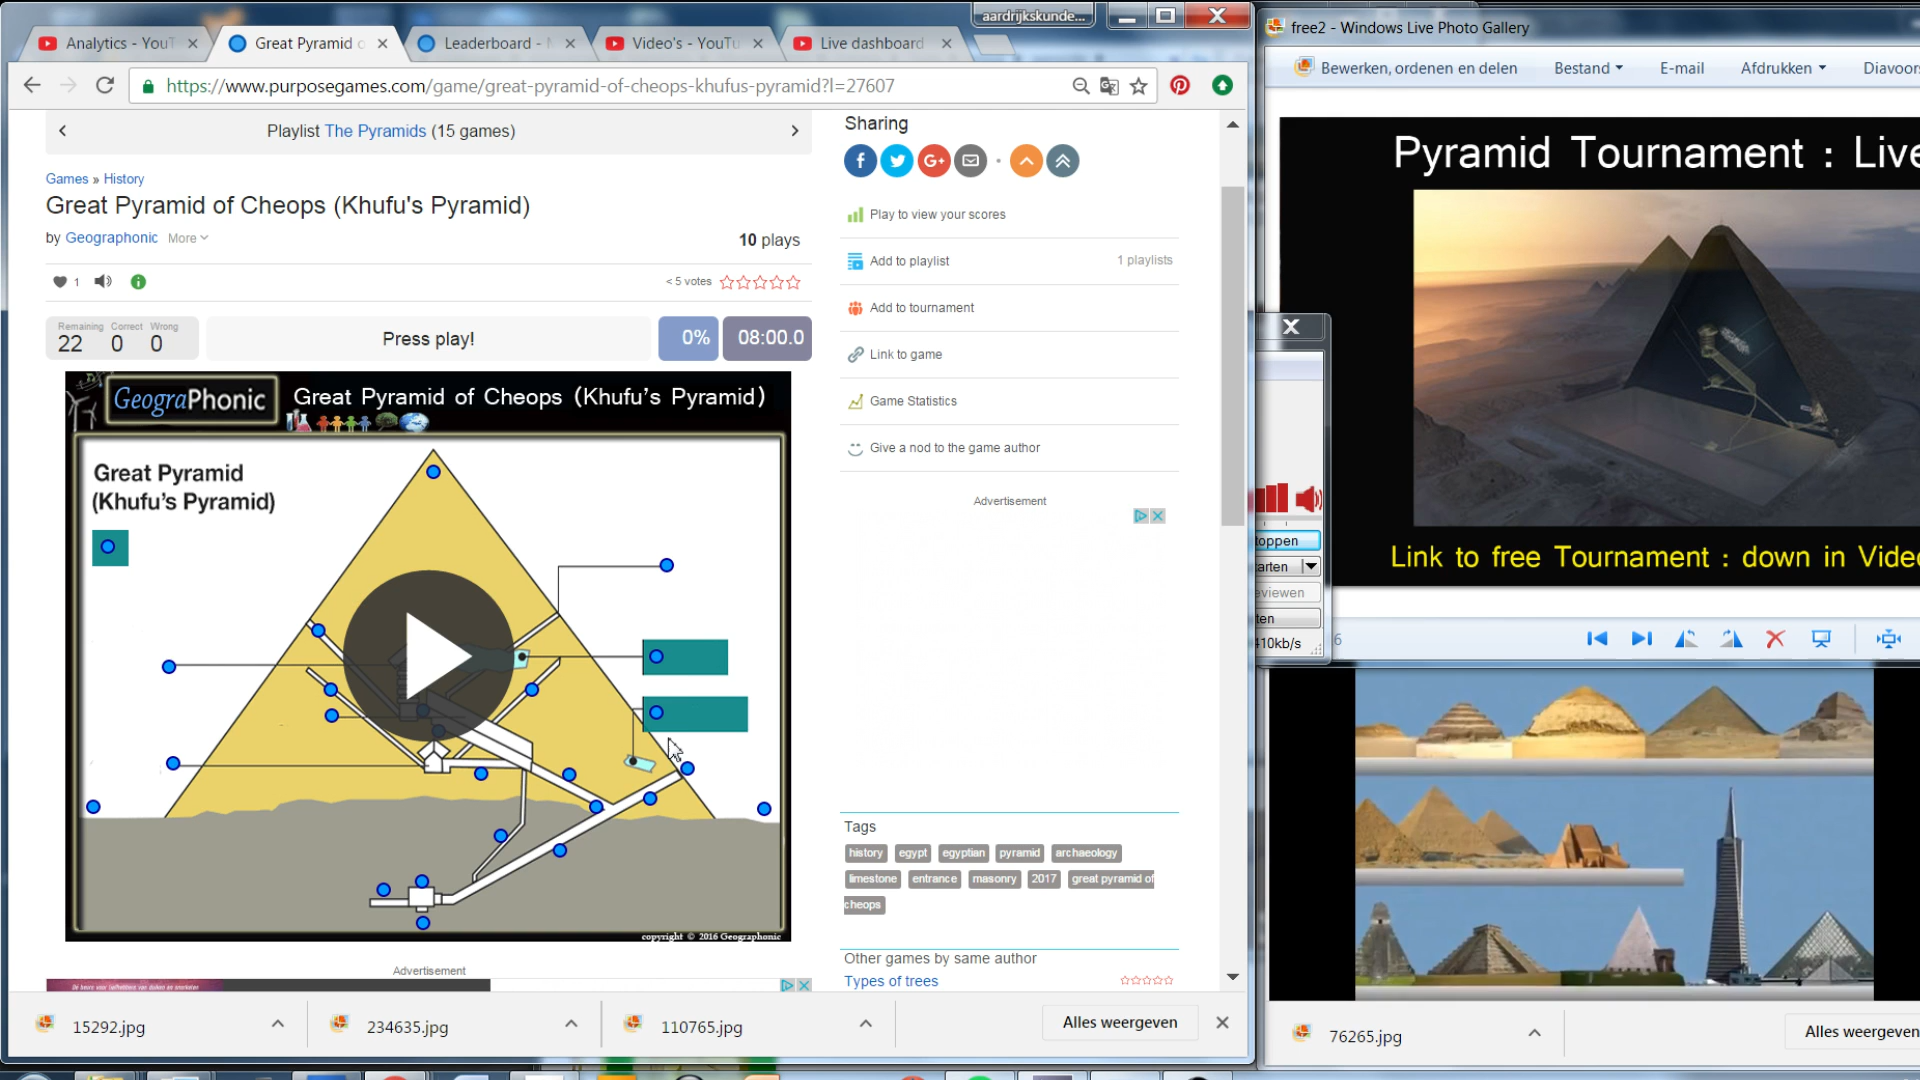 aardrijkskunde...
Analytics - YouT
Great Pyramid o
Leaderboard -
Video's - YouTu
Live dashboard
https://www.purposegames.com/game/great-pyramid-of-cheops-khufus-pyramid?l=27607
Playlist The Pyramids (15 games)
Games » History
Great Pyramid of Cheops (Khufu's Pyramid)
by Geographonic More
10 plays
1
< 5 votes
Remaining Correct Wrong
22 0 0
Press play!
0%
08:00.0
GeograPhonic
Great Pyramid of Cheops (Khufu's Pyramid)
Great Pyramid
(Khufu's Pyramid)
copyright © 2016 Geographonic
Advertisement
Sharing
Play to view your scores
Add to playlist
1 playlists
Add to tournament
Link to game
Game Statistics
Give a nod to the game author
Advertisement
Tags
history egypt egyptian pyramid archaeology
limestone entrance masonry 2017 great pyramid of
cheops
Other games by same author
Types of trees
15292.jpg
234635.jpg
110765.jpg
Alles weergeven
free2 - Windows Live Photo Gallery
Bewerken, ordenen en delen
Bestand
E-mail
Afdrukken
Diavoors
Pyramid Tournament : Live
Link to free Tournament : down in Video
toppen
arten
eviewen
ten
410kb/s
6
76265.jpg
Alles weergeven